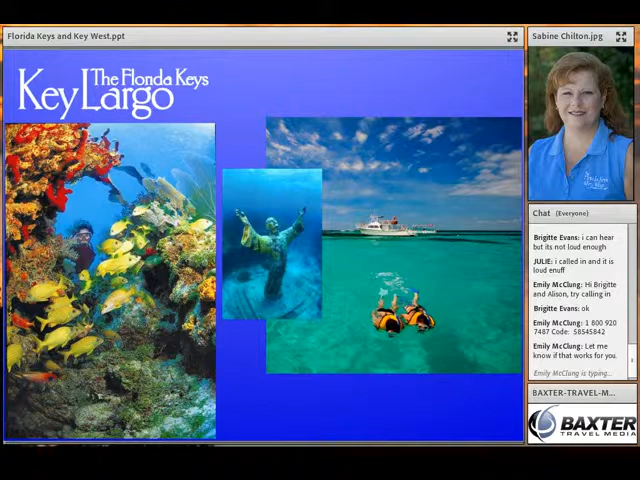 Florida Keys and Key West.ppt
The Florida Keys
Key Largo
Sabine Chilton.jpg
Chat (Everyone)
Brigitte Evans: i can hear
but its not loud enough
JULIE: i called in and it is
loud enuff
Emily McClung: Hi Brigitte
and Alison, try calling in
Brigitte Evans: ok
Emily McClung: 1 800 920
7487 Code: $8545842
Emily McClung: Let me
know if that works for you.
Emily McClung is typing...
BAXTER-TRAVEL-M...
BAXTER
TRAVEL MEDIA